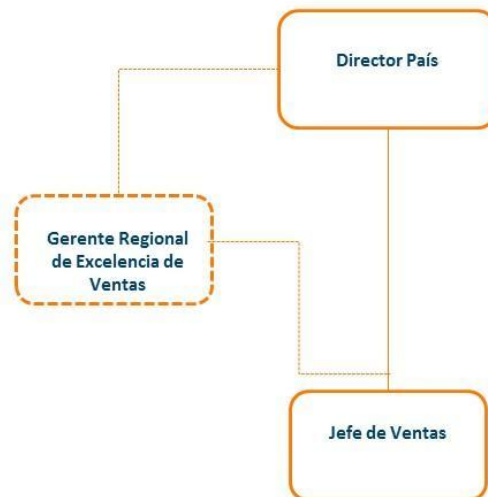 Director País
Gerente Regional
de Excelencia de
Ventas
Jefe de Ventas